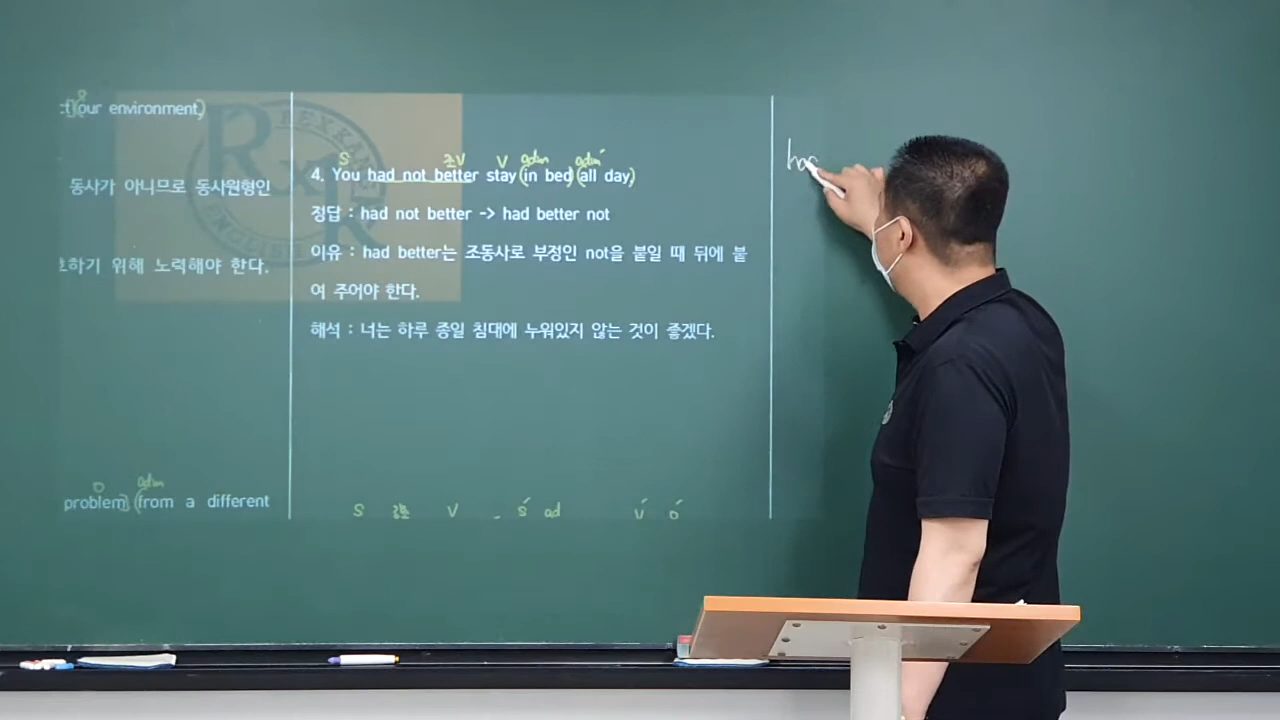 our environment)
동사가 아니므로 동사원형인
하기 위해 노력해야 한다.
problem) (from a different
S 조V V adm adm'
4. You had not better stay (in bed) (all day)
정답 : had not better -> had better not
이유 : had better는 조동사로 부정인 not을 붙일 때 뒤에 붙
여 주어야 한다.
해석 : 너는 하루 종일 침대에 누워있지 않는 것이 좋겠다.
O adm
S V S' ad V' O'
REXKANG
ENGLISH
R